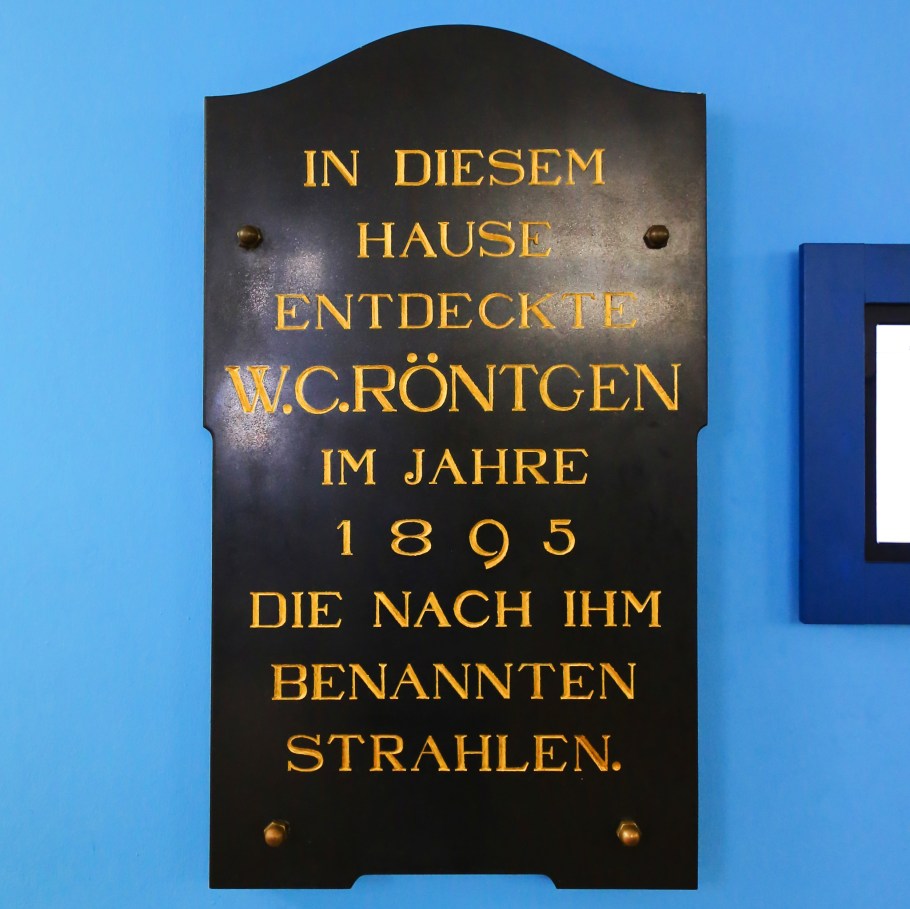 IN DIESEM
HAUSE
ENTDECKTE
W.C.RÖNTGEN
IM JAHRE
1895
DIE NACH IHM
BENANNTEN
STRAHLEN.